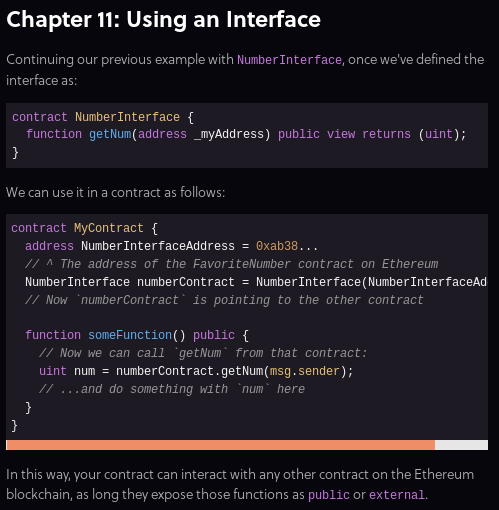 Chapter 11: Using an Interface
Continuing our previous example with NumberInterface, once we've defined the
interface as:
contract NumberInterface {
  function getNum(address _myAddress) public view returns (uint);
}
We can use it in a contract as follows:
contract MyContract {
  address NumberInterfaceAddress = 0xab38...
  // ^ The address of the FavoriteNumber contract on Ethereum
  NumberInterface numberContract = NumberInterface(NumberInterfaceAd
  // Now `numberContract` is pointing to the other contract
  function someFunction() public {
    // Now we can call `getNum` from that contract:
    uint num = numberContract.getNum(msg.sender);
    // ...and do something with `num` here
  }
}
In this way, your contract can interact with any other contract on the Ethereum
blockchain, as long they expose those functions as public or external.